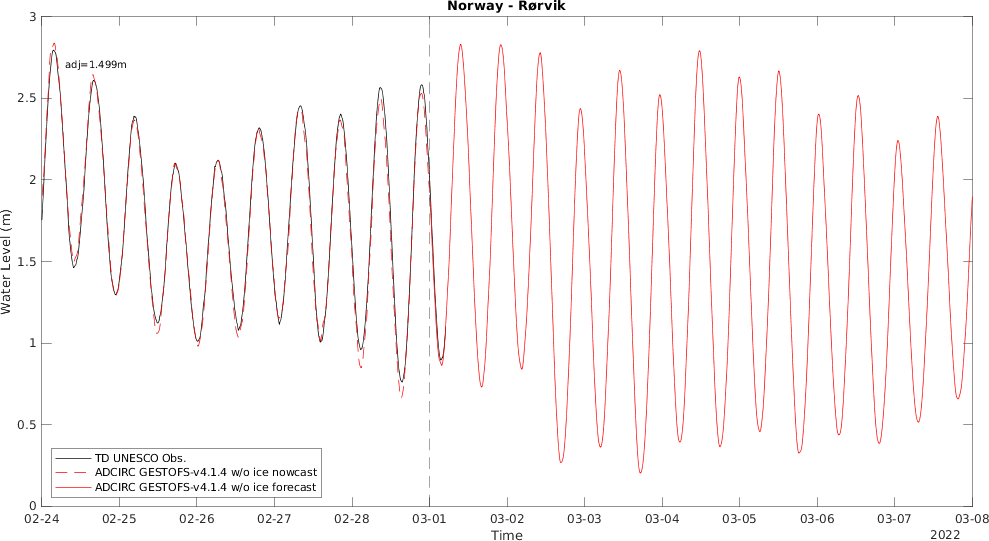 Norway - Rørvik
adj=1.499m
Water Level (m)
3
2.5
2
1.5
1
0.5
0
TD UNESCO Obs.
ADCIRC GESTOFS-v4.1.4 w/o ice nowcast
ADCIRC GESTOFS-v4.1.4 w/o ice forecast
02-24 02-25 02-26 02-27 02-28 03-01 03-02 03-03 03-04 03-05 03-06 03-07 03-08
Time
2022